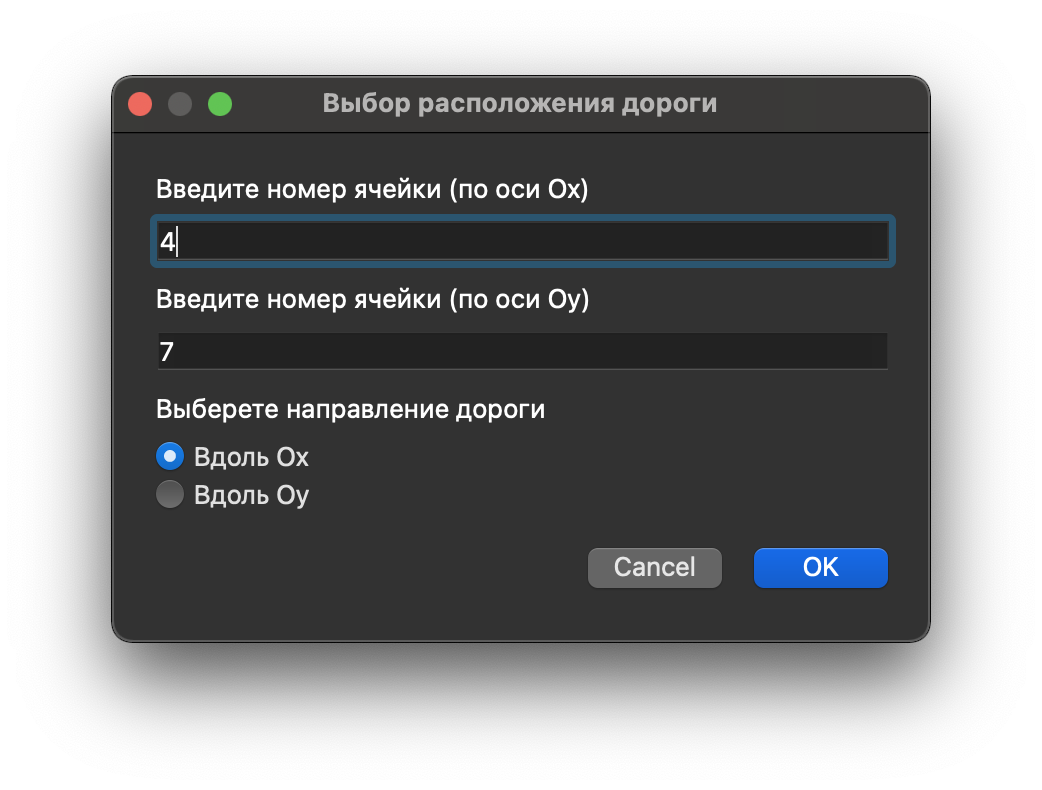 Выбор расположения дороги
Введите номер ячейки (по оси Ox)
4
Введите номер ячейки (по оси Oy)
7
Выберете направление дороги
Вдоль Ox
Вдоль Oy
Cancel OK